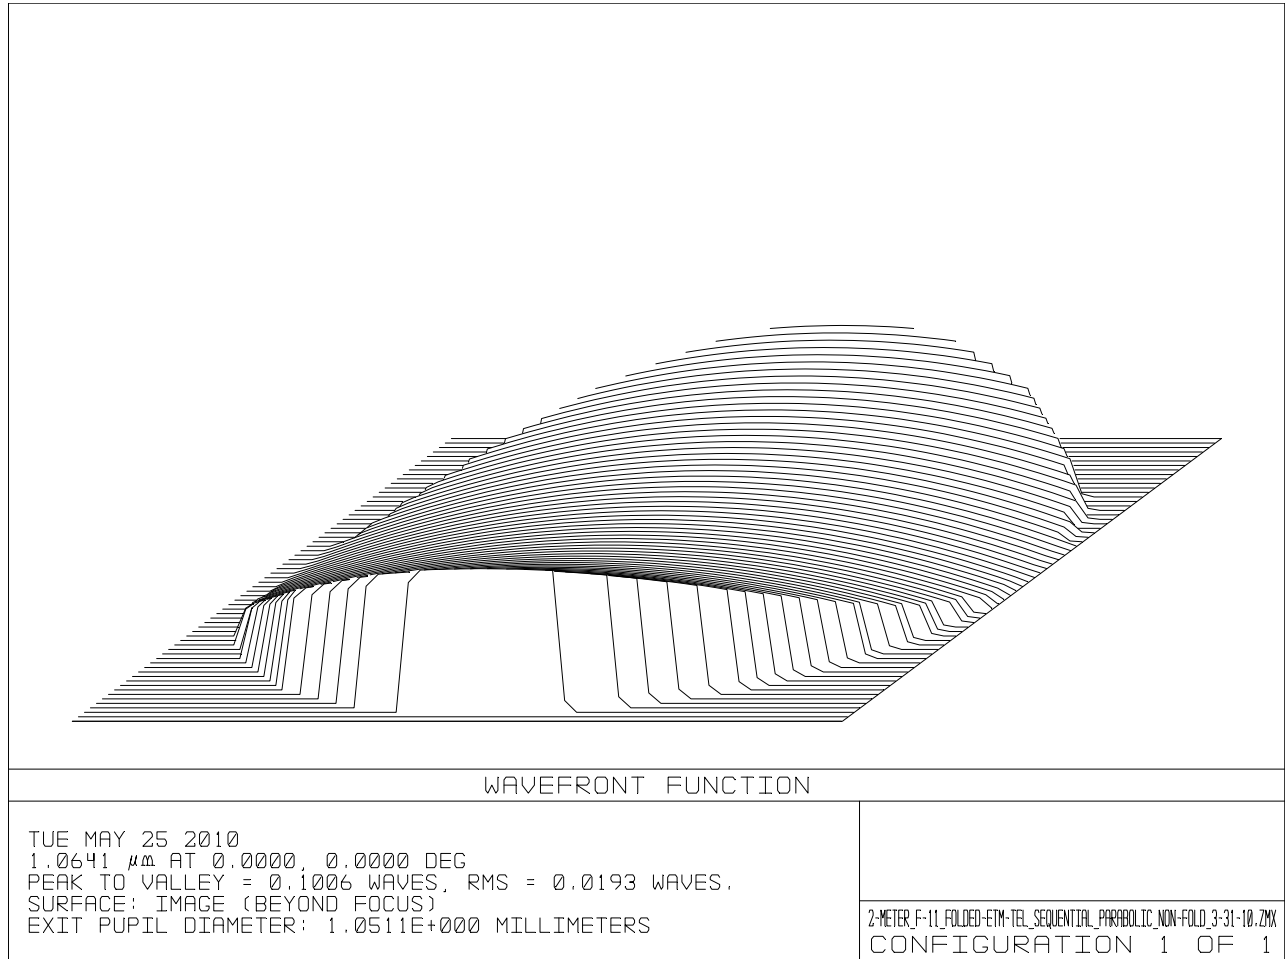 WAVEFRONT FUNCTION
TUE MAY 25 2010
1.0641 µm AT 0.0000, 0.0000 DEG
PEAK TO VALLEY = 0.1006 WAVES, RMS = 0.0193 WAVES.
SURFACE: IMAGE (BEYOND FOCUS)
EXIT PUPIL DIAMETER: 1.0511E+000 MILLIMETERS
2-METER_F-11_FOLDED-ETM-TEL_SEQUENTIAL_PARABOLIC_NON-FOLD_3-31-10.ZMX
CONFIGURATION 1 OF 1